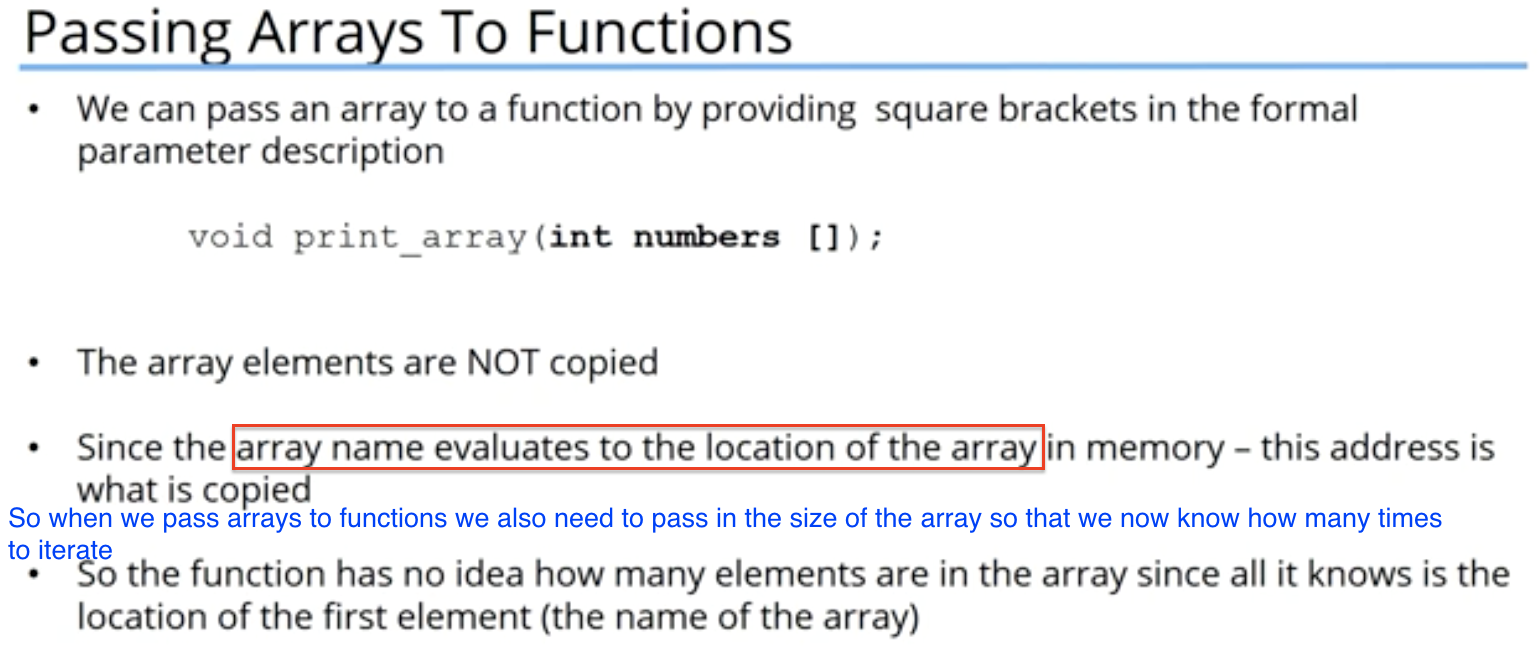 Passing Arrays To Functions
• We can pass an array to a function by providing square brackets in the formal
parameter description
void print_array(int numbers []);
• The array elements are NOT copied
• Since the array name evaluates to the location of the array in memory – this address is
what is copied
So when we pass arrays to functions we also need to pass in the size of the array so that we now know how many times
to iterate
• So the function has no idea how many elements are in the array since all it knows is the
location of the first element (the name of the array)